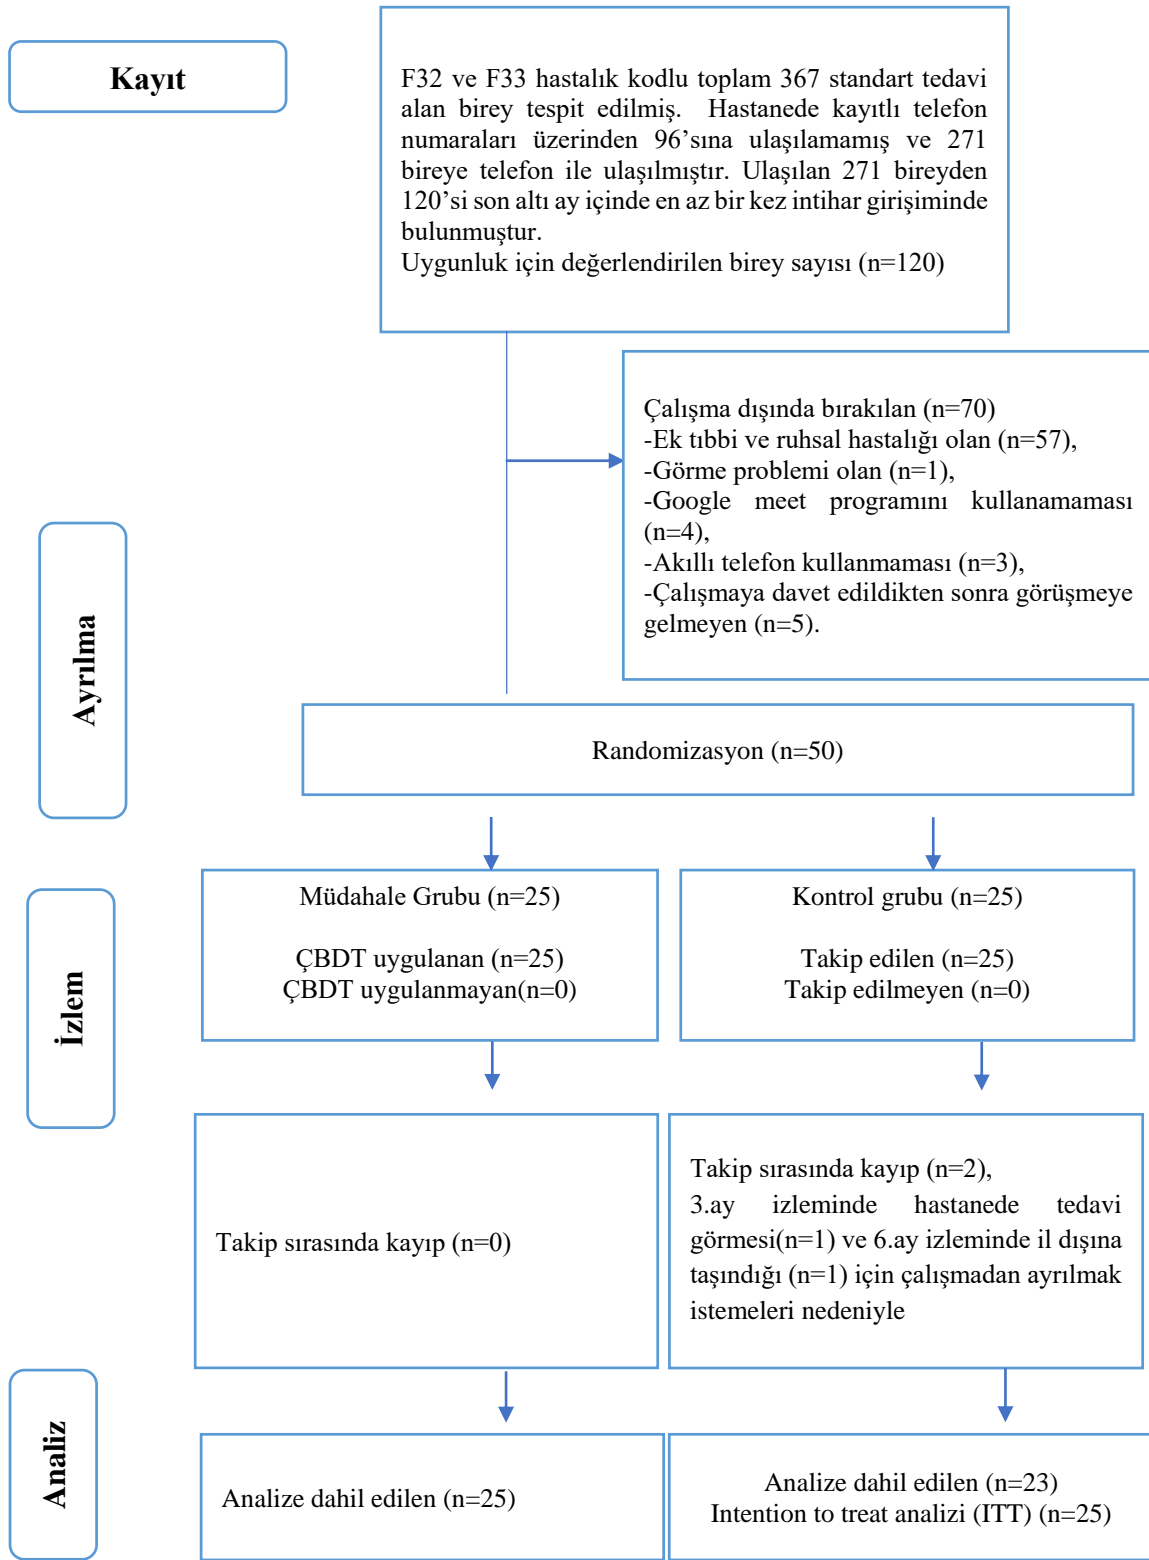 Kayıt
F32 ve F33 hastalık kodlu toplam 367 standart tedavi
alan birey tespit edilmiş. Hastanede kayıtlı telefon
numaraları üzerinden 96’sına ulaşılamamış ve 271
bireye telefon ile ulaşılmıştır. Ulaşılan 271 bireyden
120’si son altı ay içinde en az bir kez intihar girişiminde
bulunmuştur.
Uygunluk için değerlendirilen birey sayısı (n=120)
Çalışma dışında bırakılan (n=70)
-Ek tıbbi ve ruhsal hastalığı olan (n=57),
-Görme problemi olan (n=1),
-Google meet programını kullanamaması
(n=4),
-Akıllı telefon kullanmaması (n=3),
-Çalışmaya davet edildikten sonra görüşmeye
gelmeyen (n=5).
Ayrılma
Randomizasyon (n=50)
İzlem
Müdahale Grubu (n=25)
ÇBDT uygulanan (n=25)
ÇBDT uygulanmayan(n=0)
Kontrol grubu (n=25)
Takip edilen (n=25)
Takip edilmeyen (n=0)
Takip sırasında kayıp (n=0)
Takip sırasında kayıp (n=2),
3.ay izleminde hastanede tedavi
görmesi(n=1) ve 6.ay izleminde il dışına
taşındığı (n=1) için çalışmadan ayrılmak
istemeleri nedeniyle
Analiz
Analize dahil edilen (n=25)
Analize dahil edilen (n=23)
Intention to treat analizi (ITT) (n=25)